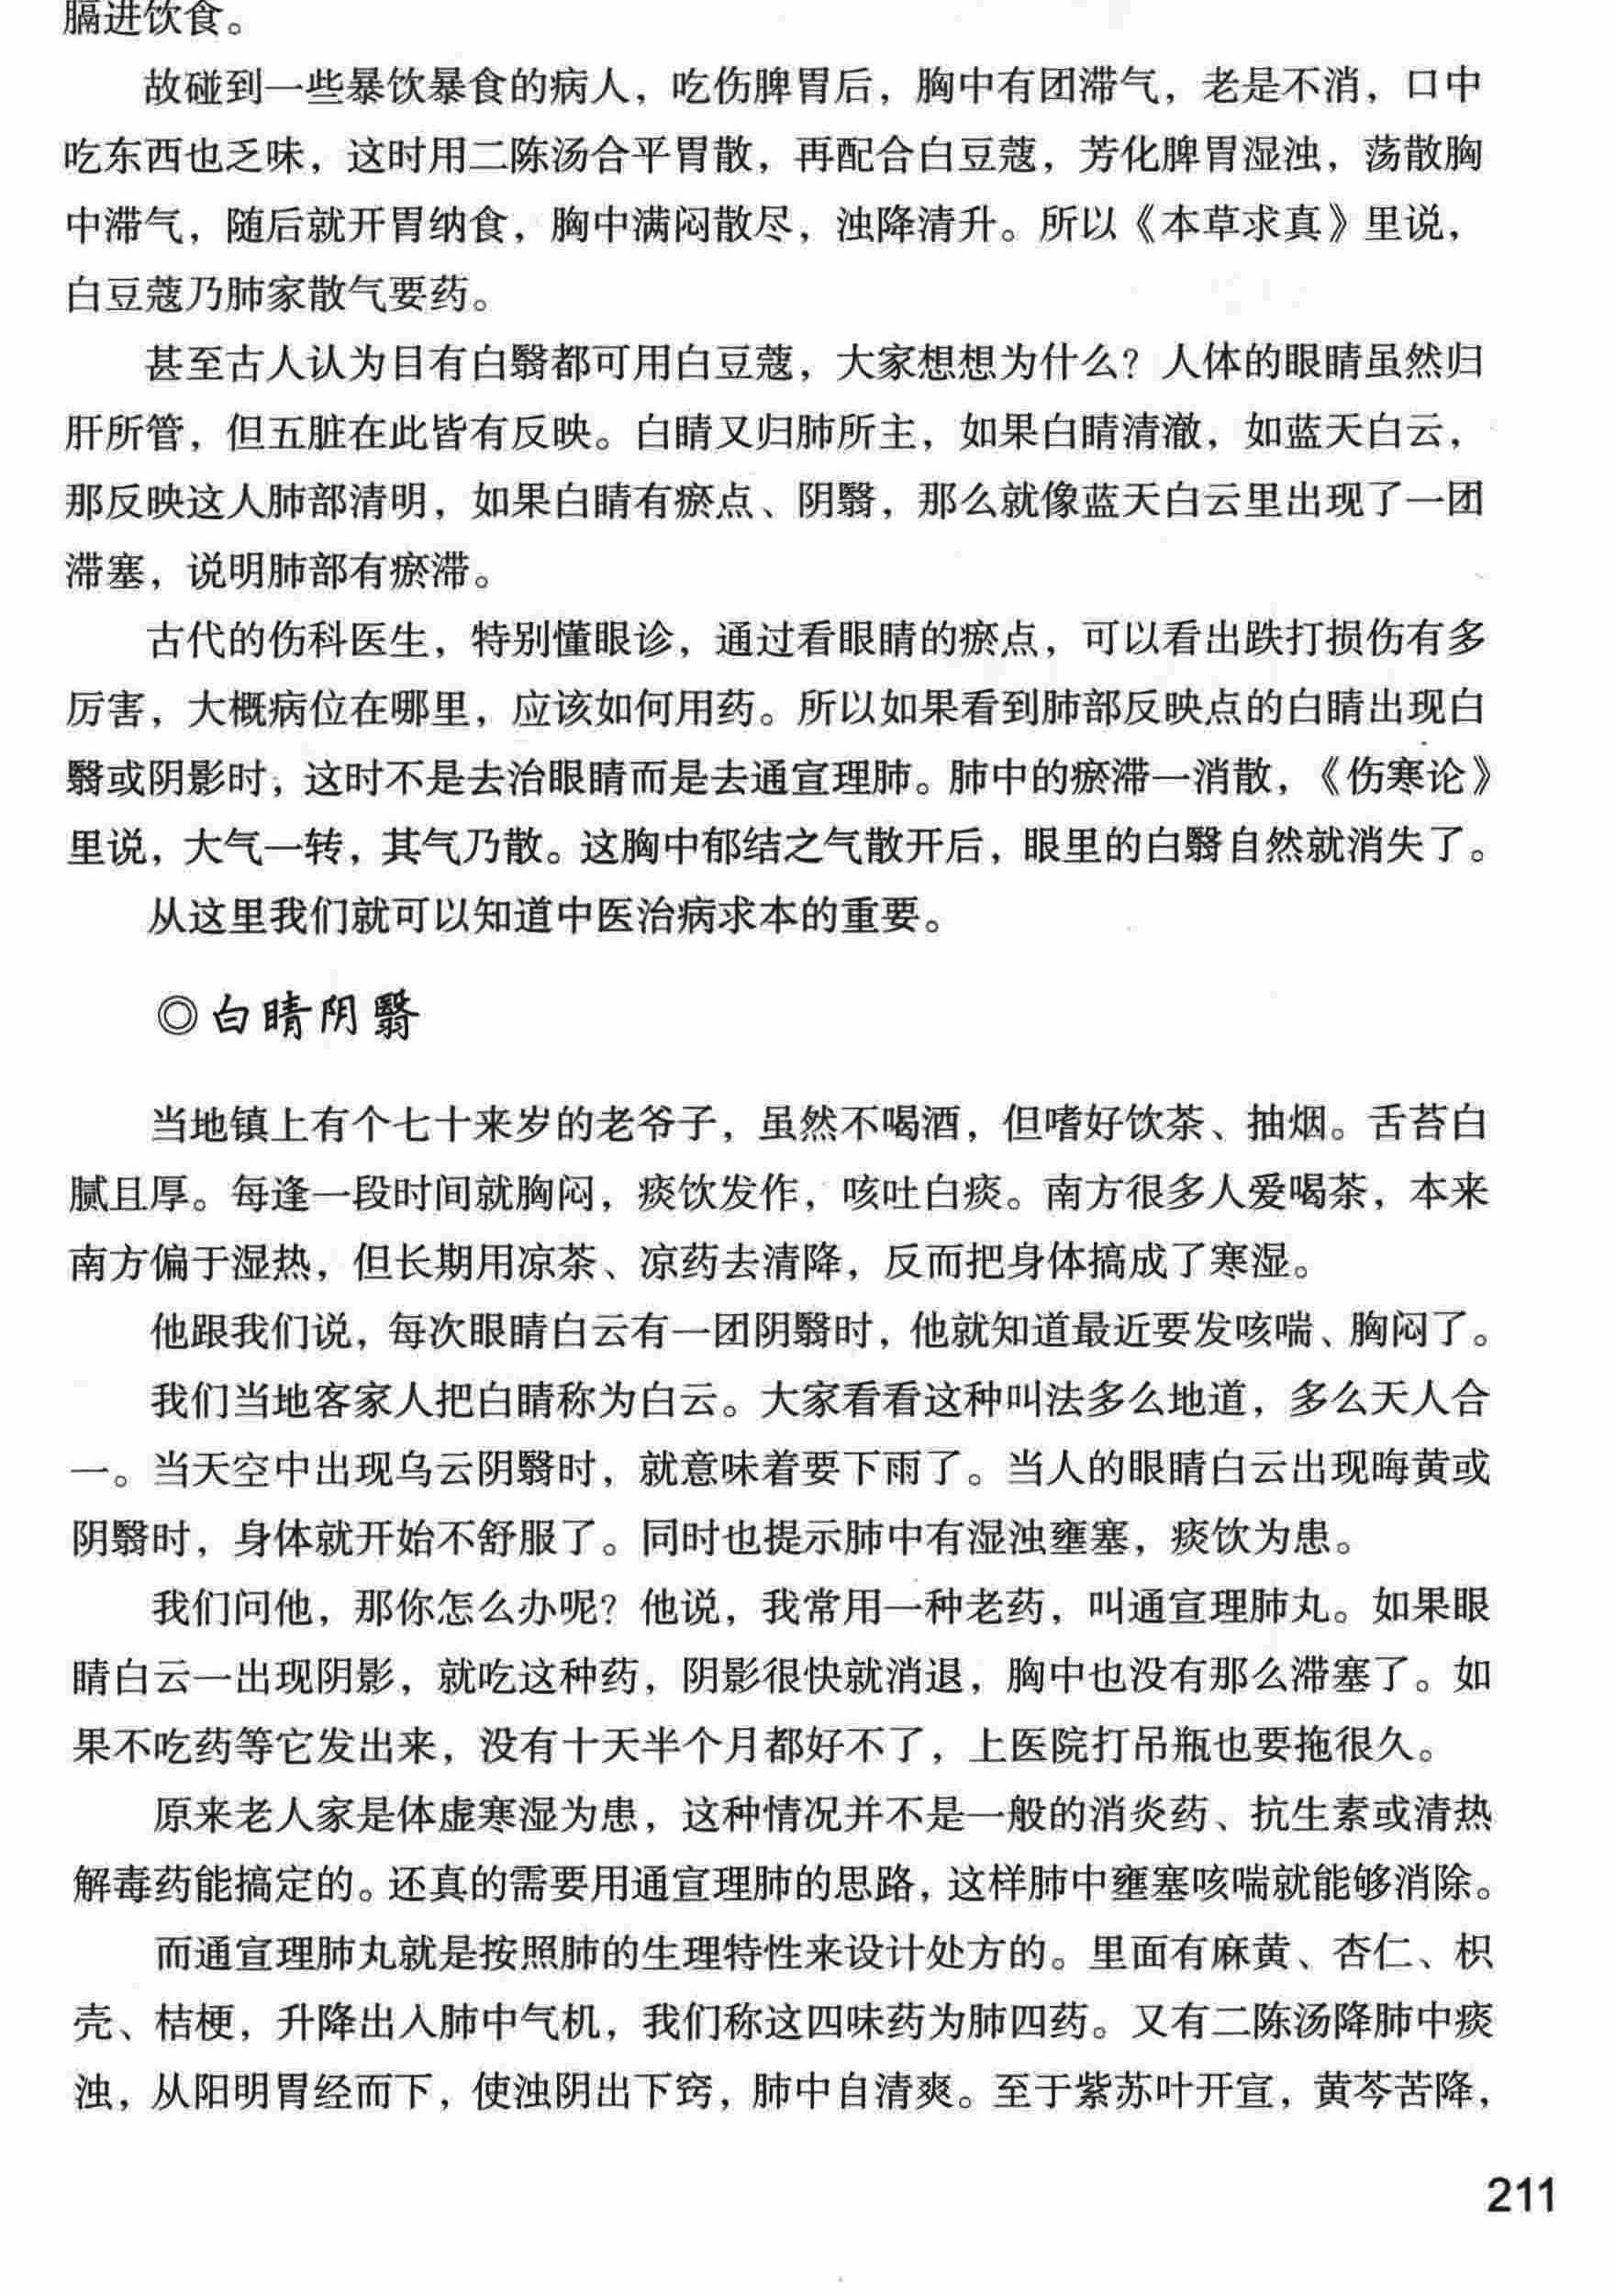 膈进饮食。
故碰到一些暴饮暴食的病人，吃伤脾胃后，胸中有团滞气，老是不消，口中
吃东西也乏味，这时用二陈汤合平胃散，再配合白豆蔻，芳化脾胃湿浊，荡散胸
中滞气，随后就开胃纳食，胸中满闷散尽，浊降清升。所以《本草求真》里说，
白豆蔻乃肺家散气要药。
甚至古人认为目有白翳都可用白豆蔻，大家想想为什么？人体的眼睛虽然归
肝所管，但五脏在此皆有反映。白睛又归肺所主，如果白睛清澈，如蓝天白云，
那反映这人肺部清明，如果白睛有瘀点、阴翳，那么就像蓝天白云里出现了一团
滞塞，说明肺部有瘀滞。
古代的伤科医生，特别懂眼诊，通过看眼睛的瘀点，可以看出跌打损伤有多
厉害，大概病位在哪里，应该如何用药。所以如果看到肺部反映点的白睛出现白
翳或阴影时，这时不是去治眼睛而是去通宣理肺。肺中的瘀滞一消散，《伤寒论》
里说，大气一转，其气乃散。这胸中郁结之气散开后，眼里的白翳自然就消失了。
从这里我们就可以知道中医治病求本的重要。
◎白睛阴翳
当地镇上有个七十来岁的老爷子，虽然不喝酒，但嗜好饮茶、抽烟。舌苔白
腻且厚。每逢一段时间就胸闷，痰饮发作，咳吐白痰。南方很多人爱喝茶，本来
南方偏于湿热，但长期用凉茶、凉药去清降，反而把身体搞成了寒湿。
他跟我们说，每次眼睛白云有一团阴翳时，他就知道最近要发咳喘、胸闷了。
我们当地客家人把白睛称为白云。大家看看这种叫法多么地道，多么天人合
一。当天空中出现乌云阴翳时，就意味着要下雨了。当人的眼睛白云出现晦黄或
阴翳时，身体就开始不舒服了。同时也提示肺中有湿浊壅塞，痰饮为患。
我们问他，那你怎么办呢？他说，我常用一种老药，叫通宣理肺丸。如果眼
睛白云一出现阴影，就吃这种药，阴影很快就消退，胸中也没有那么滞塞了。如
果不吃药等它发出来，没有十天半个月都好不了，上医院打吊瓶也要拖很久。
原来老人家是体虚寒湿为患，这种情况并不是一般的消炎药、抗生素或清热
解毒药能搞定的。还真的需要用通宣理肺的思路，这样肺中壅塞咳喘就能够消除。
而通宣理肺丸就是按照肺的生理特性来设计处方的。里面有麻黄、杏仁、枳
壳、桔梗，升降出入肺中气机，我们称这四味药为肺四药。又有二陈汤降肺中痰
浊，从阳明胃经而下，使浊阴出下窍，肺中自清爽。至于紫苏叶开宣，黄芩苦降，
211